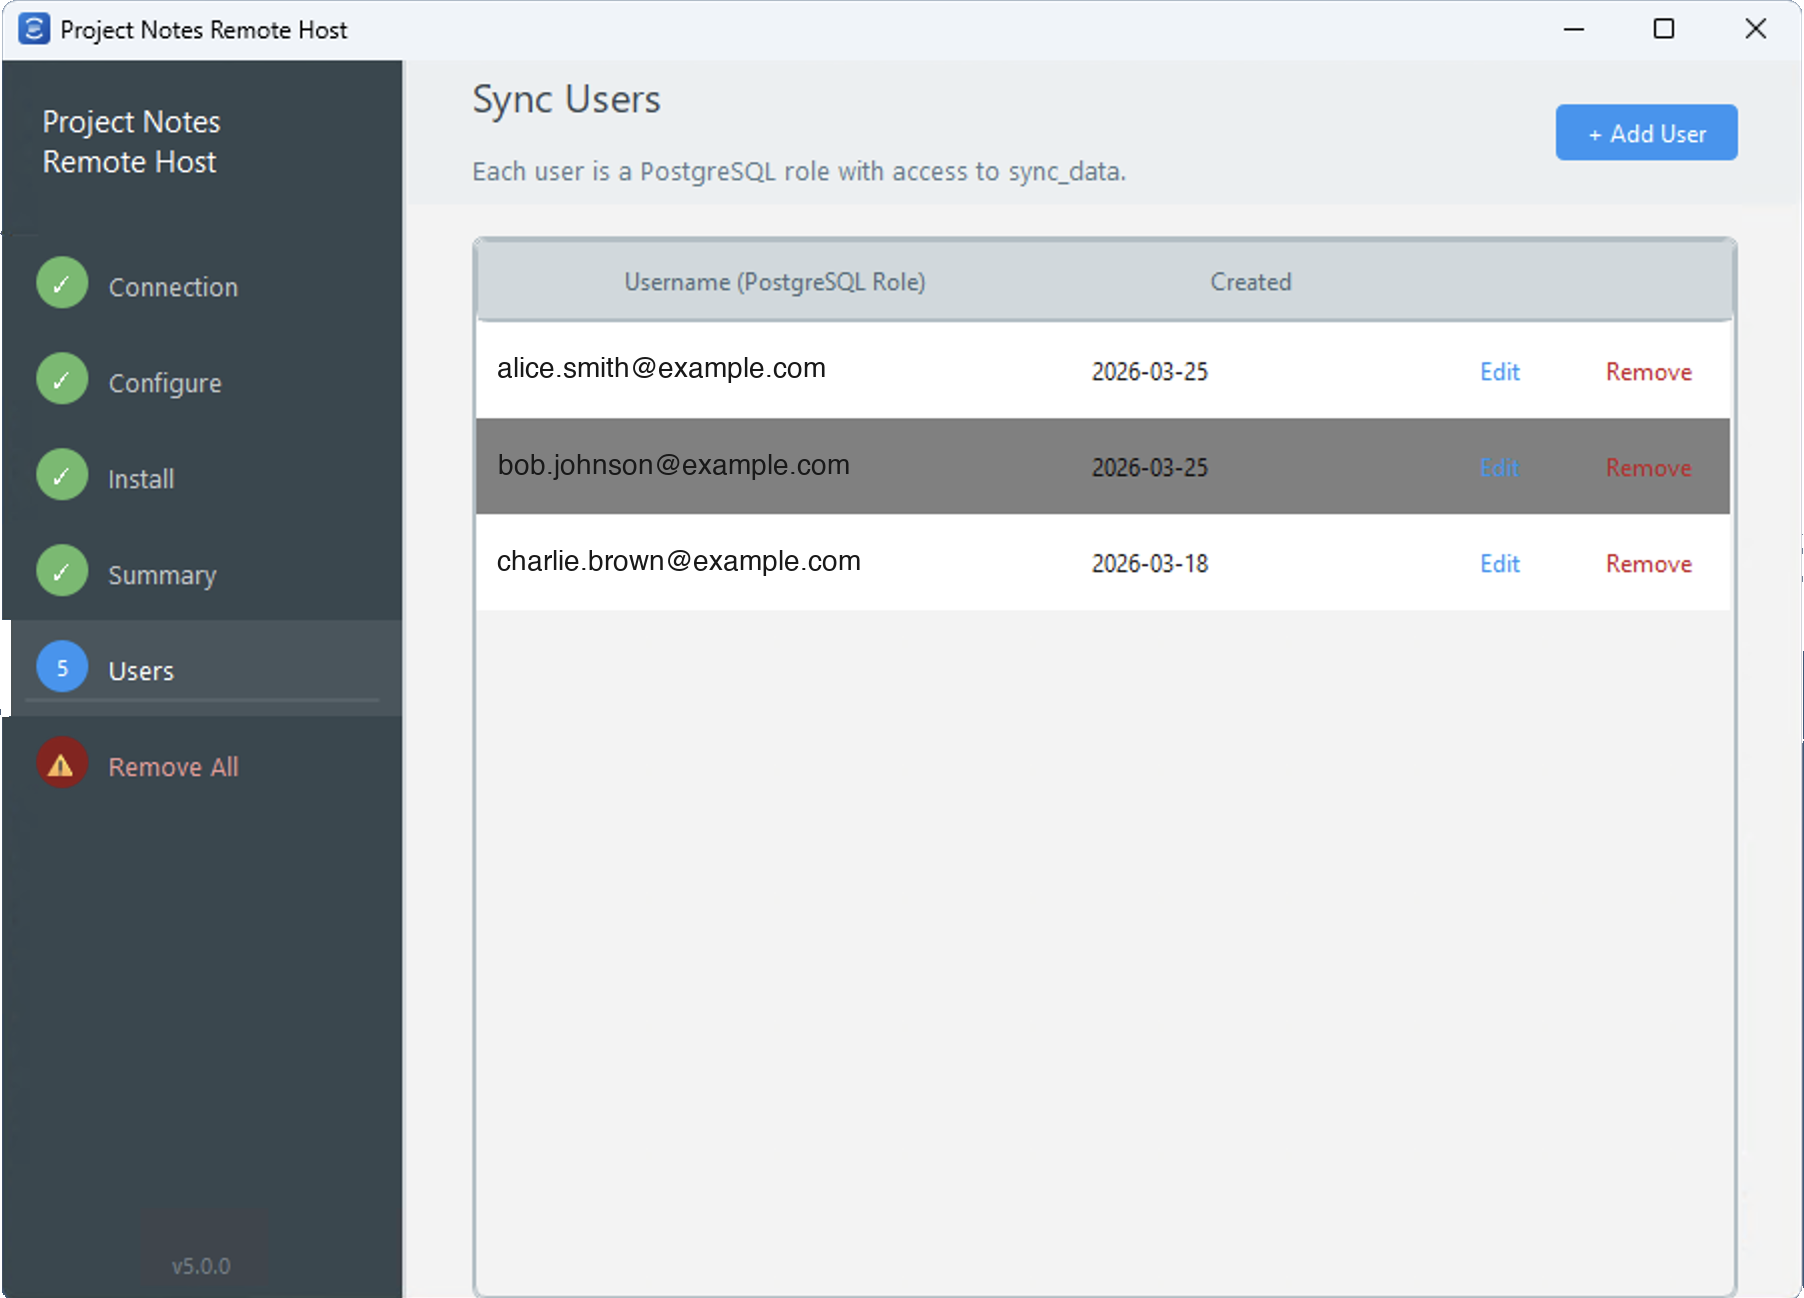 Project Notes Remote Host
Project Notes
Remote Host
✓ Connection
✓ Configure
✓ Install
✓ Summary
5 Users
Remove All
v5.0.0
Sync Users
+ Add User
Each user is a PostgreSQL role with access to sync_data.
Username (PostgreSQL Role) Created
alice.smith@example.com 2026-03-25 Edit Remove
bob.johnson@example.com 2026-03-25 Edit Remove
charlie.brown@example.com 2026-03-18 Edit Remove